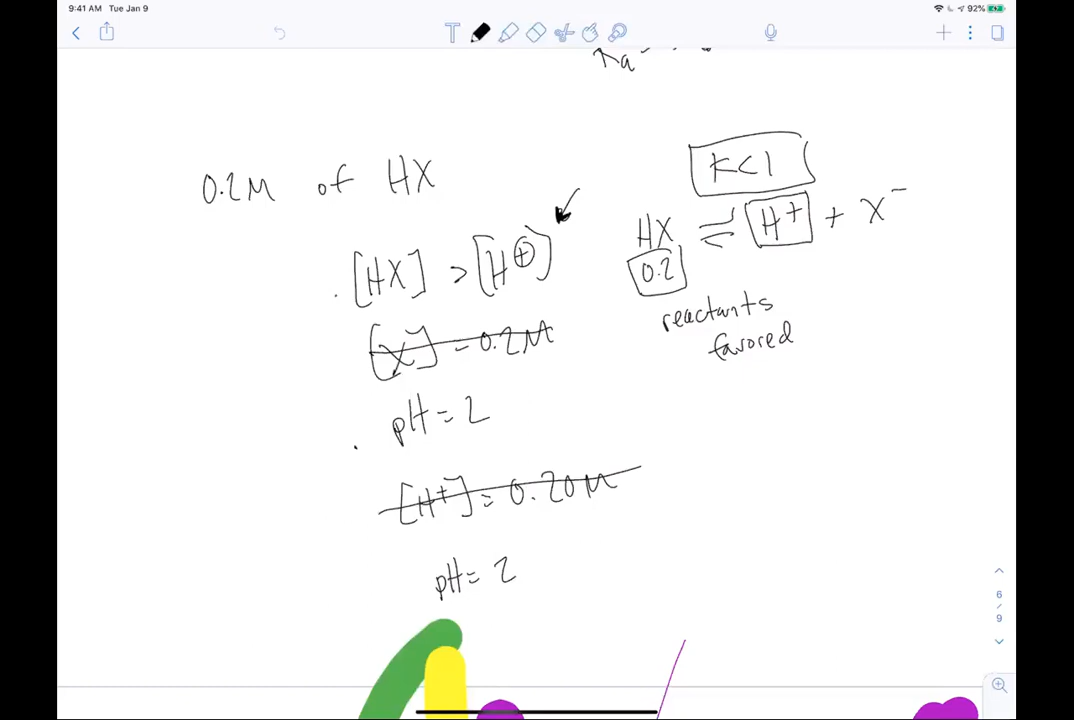 9:41 AM Tue Jan 9
92%
T
Ka
0.2M of HX
K<1
HX ⇌ H+ + X-
0.2
[HX] > [H+]
reactants
favored
[X-] = 0.2M
pH = 2
[H+] = 0.20M
pH = 2
6
/
9